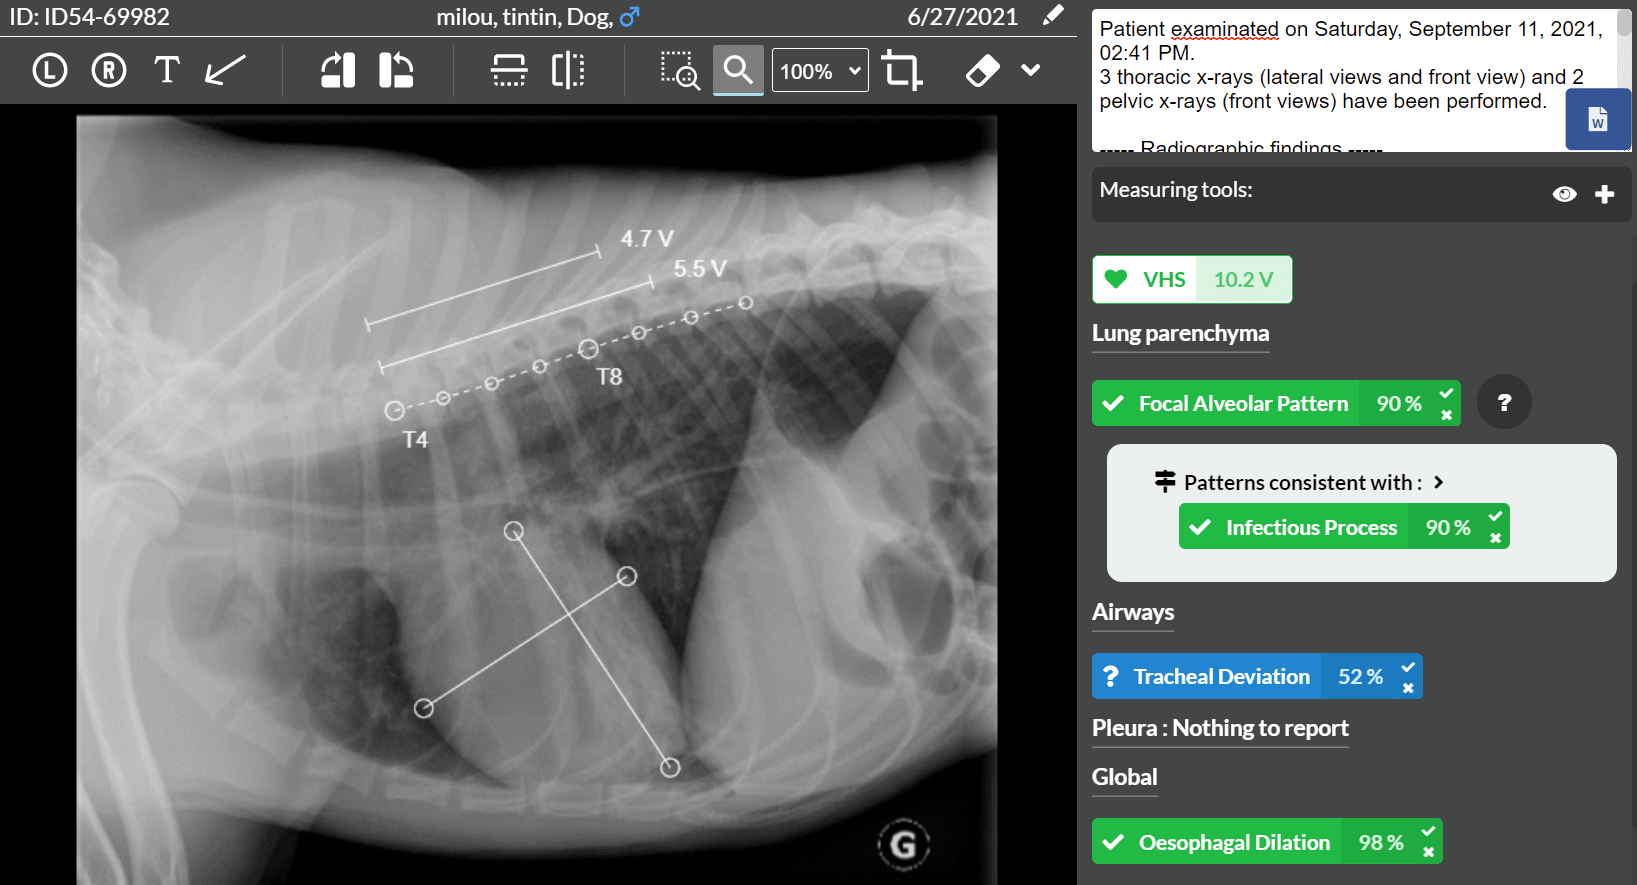 ID: ID54-69982
milou, tintin, Dog, ♂
6/27/2021
L
R
T
100%
Patient examinated on Saturday, September 11, 2021,
02:41 PM.
3 thoracic x-rays (lateral views and front view) and 2
pelvic x-rays (front views) have been performed.
----- Radiographic findings -----
W
Measuring tools:
VHS 10.2 V
Lung parenchyma
Focal Alveolar Pattern 90 %
?
Patterns consistent with :
Infectious Process 90 %
Airways
? Tracheal Deviation 52 %
Pleura : Nothing to report
Global
Oesophagal Dilation 98 %
4.7 V
5.5 V
T8
T4
G